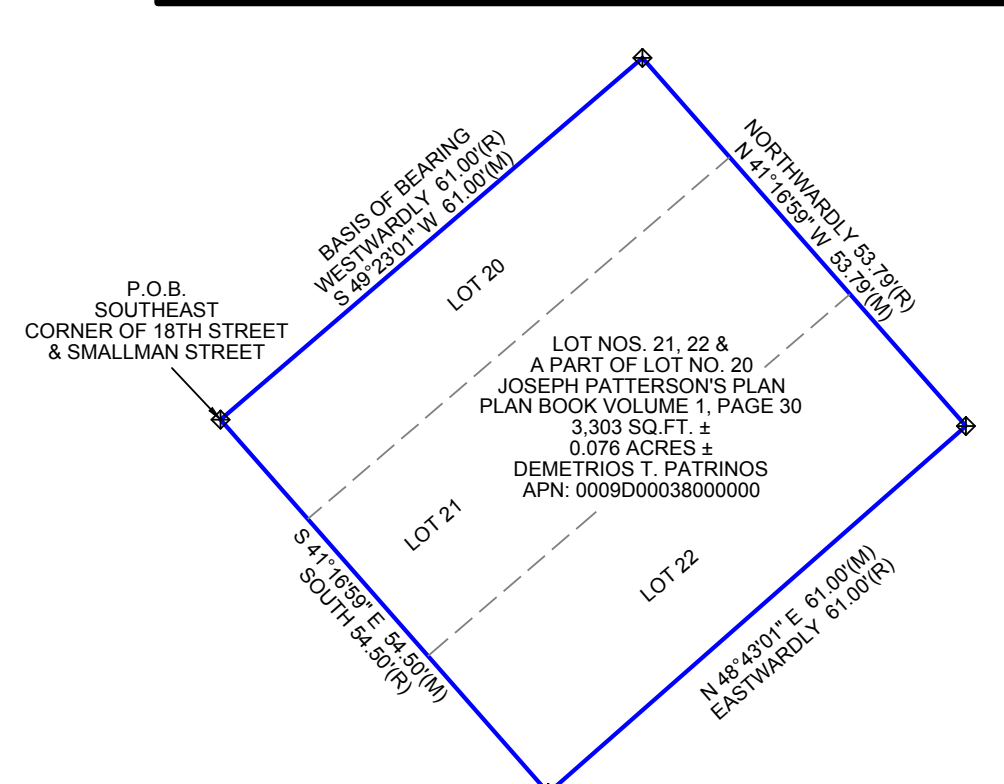 BASIS OF BEARING
WESTWARDLY 61.00'(R)
S 49°23'01" W 61.00'(M)
NORTHWARDLY 53.79'(R)
N 41°16'59" W 53.79'(M)
LOT 20
P.O.B.
SOUTHEAST
CORNER OF 18TH STREET
& SMALLMAN STREET
LOT NOS. 21, 22 &
A PART OF LOT NO. 20
JOSEPH PATTERSON'S PLAN
PLAN BOOK VOLUME 1, PAGE 30
3,303 SQ.FT. ±
0.076 ACRES ±
DEMETRIOS T. PATRINOS
APN: 0009D00038000000
LOT 21
LOT 22
S 41°16'59" E 54.50'(M)
SOUTH 54.50'(R)
N 48°43'01" E 61.00'(M)
EASTWARDLY 61.00'(R)